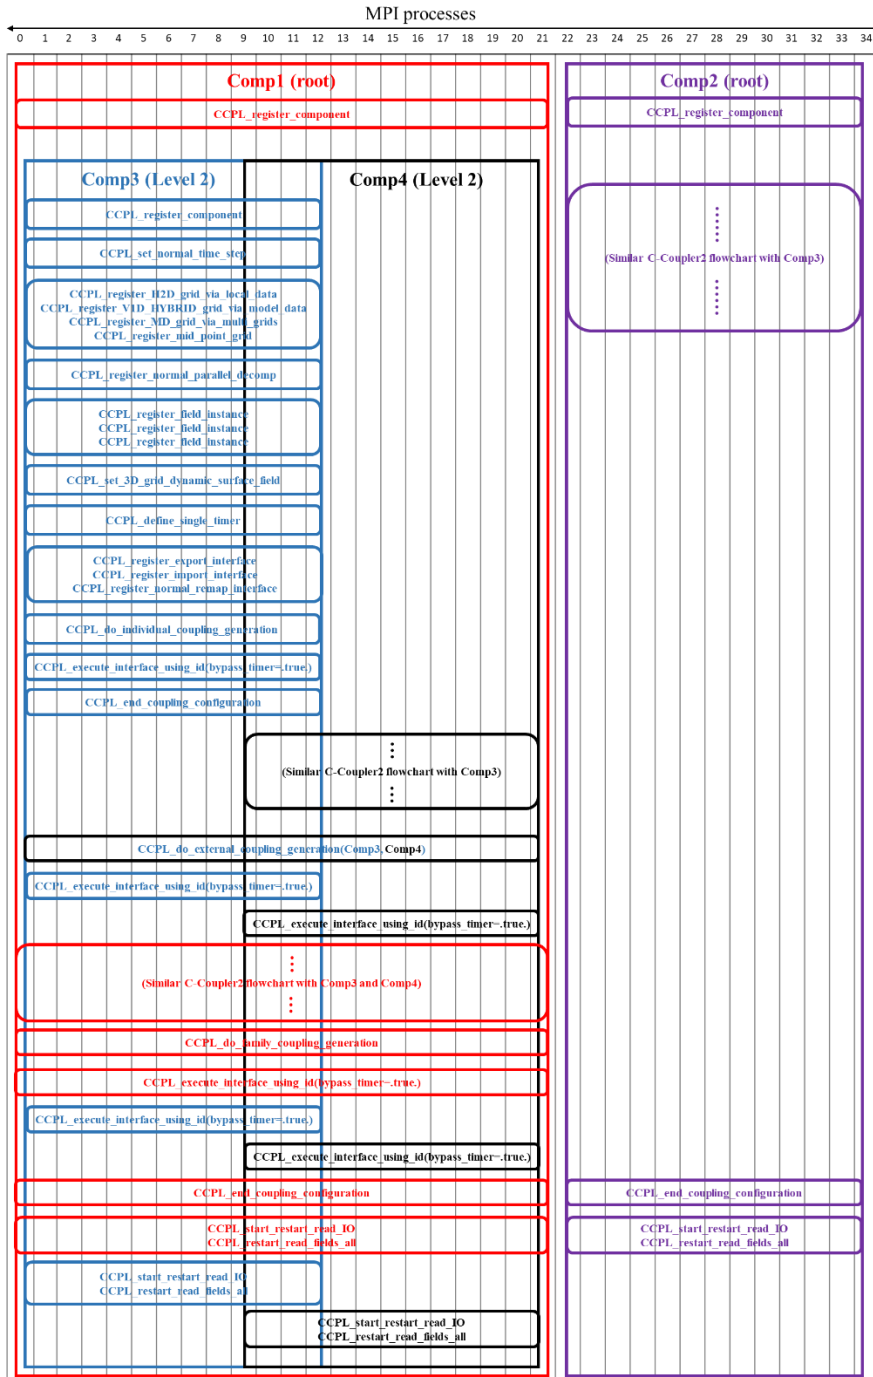 MPI processes
0 1 2 3 4 5 6 7 8 9 10 11 12 13 14 15 16 17 18 19 20 21 22 23 28 25 26 27 28 29 30 31 32 33 34
Comp1 (root)
Comp2 (root)
CCPL_register_component
CCPL_register_component
Comp3 (Level 2)
Comp4 (Level 2)
CCPL_register_component
CCPL_set_normal_time_step
(Similar C-Coupler2 flowchart with Comp3)
CCPL_register_H2D_grid_via_local_data
CCPL_register_V1D_HYBRID_grid_via_model_data
CCPL_register_MD_grid_via_multi_grids
CCPL_register_mid_point_grid
CCPL_register_normal_parallel_decomp
CCPL_register_field_instance
CCPL_register_field_instance
CCPL_register_field_instance
CCPL_set_3D_grid_dynamic_surface_field
CCPL_define_single_timer
CCPL_register_export_interface
CCPL_register_import_interface
CCPL_register_normal_remap_interface
CCPL_do_individual_coupling_generation
CCPL_execute_interface_using_id(bypass_timer=.true.)
CCPL_end_coupling_configuration
(Similar C-Coupler2 flowchart with Comp3)
CCPL_do_external_coupling_generation(Comp3, Comp4)
CCPL_execute_interface_using_id(bypass_timer=.true.)
CCPL_execute_interface_using_id(bypass_timer=.true.)
(Similar C-Coupler2 flowchart with Comp3 and Comp4)
CCPL_do_family_coupling_generation
CCPL_execute_interface_using_id(bypass_timer=.true.)
CCPL_execute_interface_using_id(bypass_timer=.true.)
CCPL_execute_interface_using_id(bypass_timer=.true.)
CCPL_end_coupling_configuration
CCPL_end_coupling_configuration
CCPL_start_restart_read_IO
CCPL_restart_read_fields_all
CCPL_start_restart_read_IO
CCPL_restart_read_fields_all
CCPL_start_restart_read_IO
CCPL_restart_read_fields_all
CCPL_start_restart_read_IO
CCPL_restart_read_fields_all